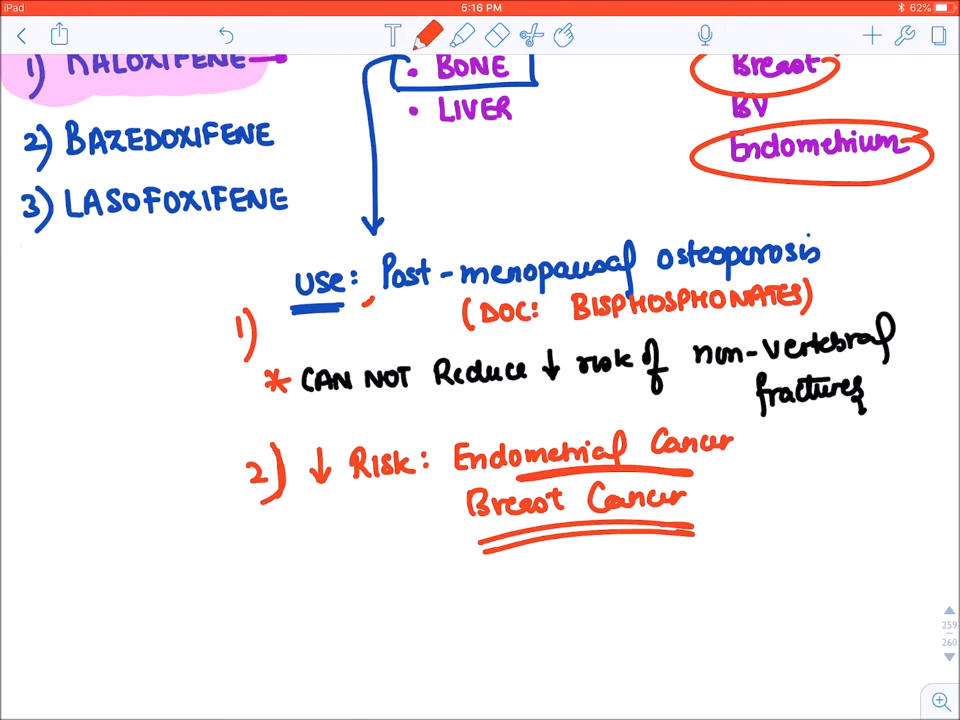 iPad
5:16 PM
62%
T
1) RALOXIFENE
• BONE
• LIVER
Breast
BV
Endometrium
2) BAZEDOXIFENE
3) LASOFOXIFENE
USE: Post-menopausal osteoporosis
1) (DOC: BISPHOSPHONATES)
* CAN NOT Reduce ↓ risk of non-vertebral
fractures
2) ↓ Risk: Endometrial Cancer
Breast Cancer
259
260